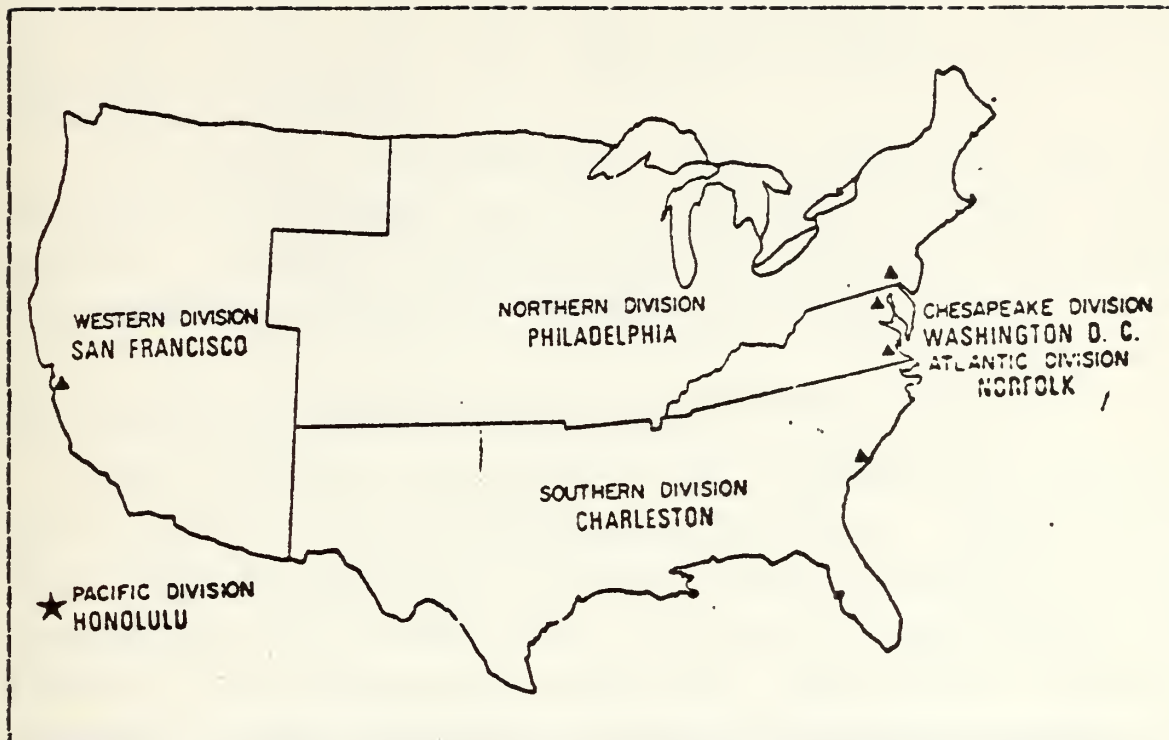 WESTERN DIVISION
SAN FRANCISCO
NORTHERN DIVISION
PHILADELPHIA
CHESAPEAKE DIVISION
WASHINGTON D. C.
ATLANTIC DIVISION
NORFOLK
SOUTHERN DIVISION
CHARLESTON
PACIFIC DIVISION
HONOLULU